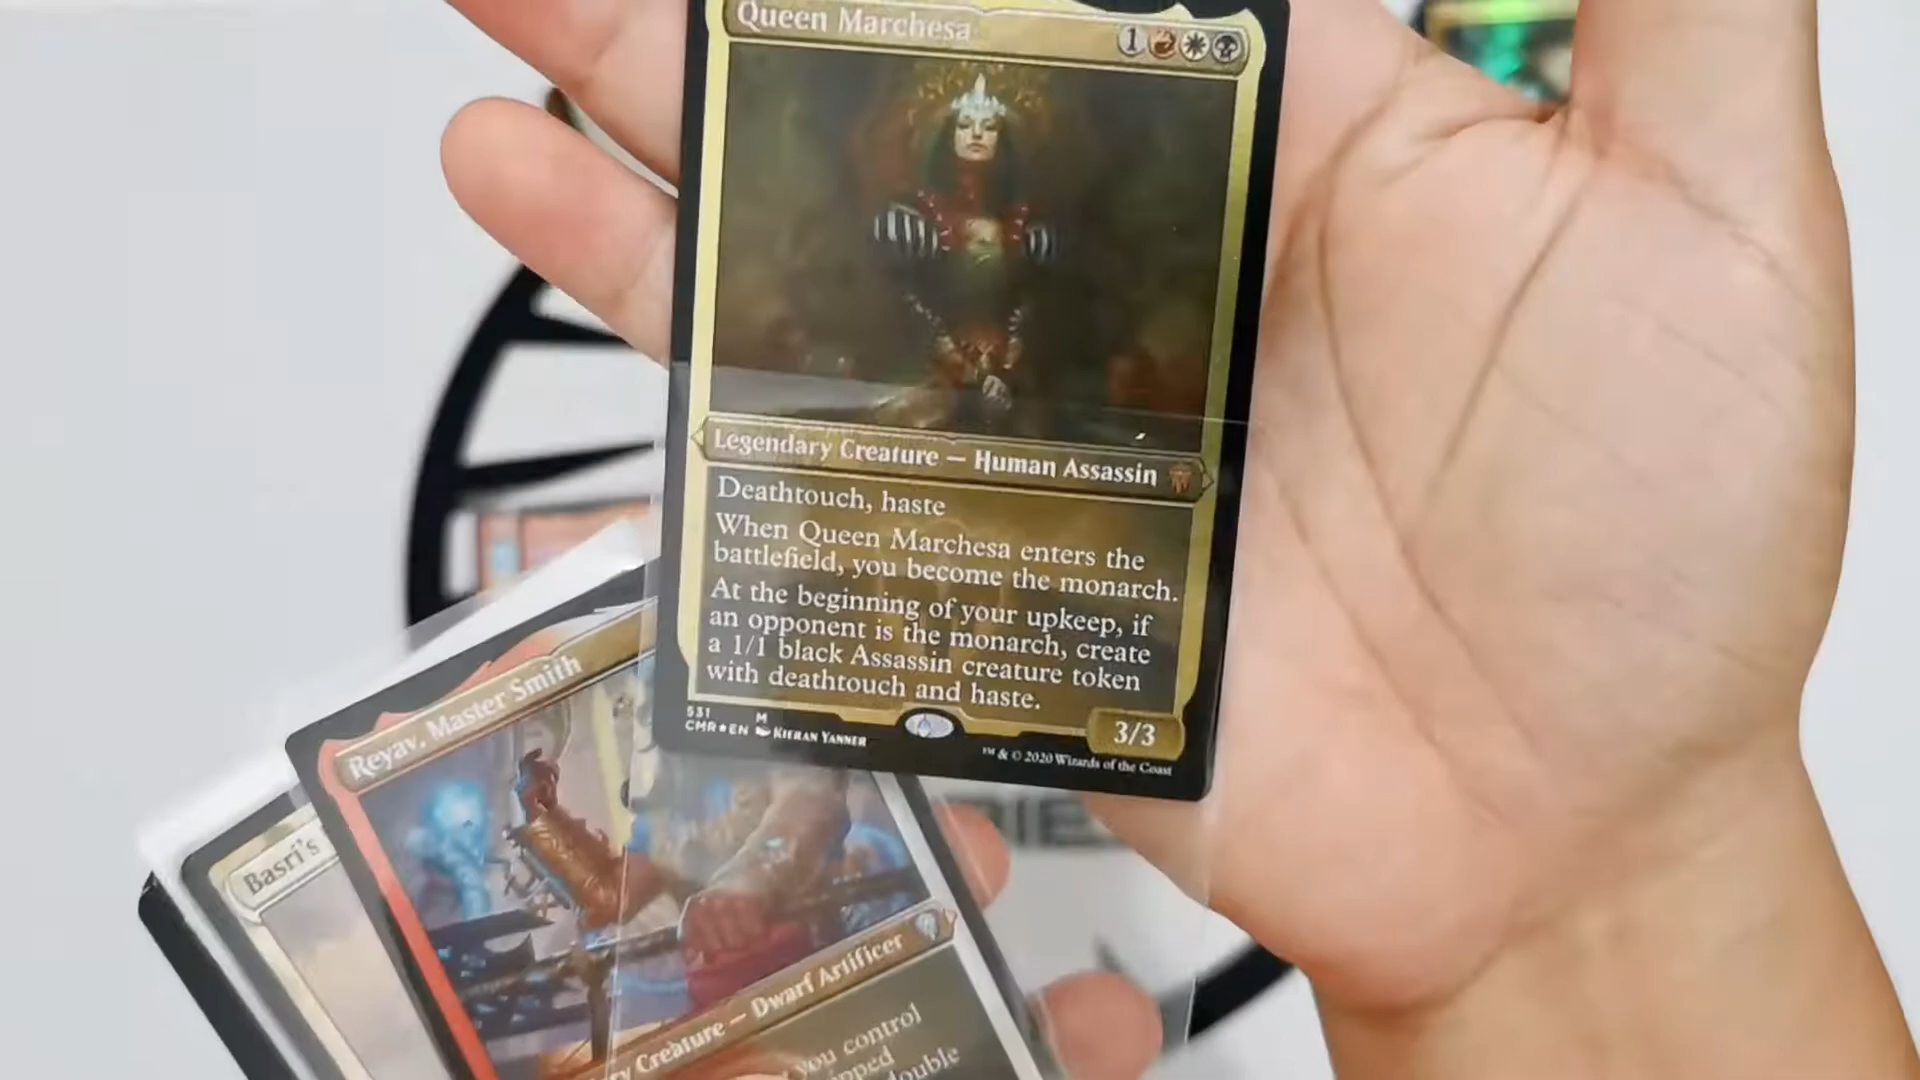 Queen Marchesa
1
Legendary Creature — Human Assassin
Deathtouch, haste
When Queen Marchesa enters the
battlefield, you become the monarch.
At the beginning of your upkeep, if
an opponent is the monarch, create
a 1/1 black Assassin creature token
with deathtouch and haste.
531 M
CMR★EN KIERAN YANNER
3/3
™ & © 2020 Wizards of the Coast
Reyav, Master Smith
Creature — Dwarf Artificer
you control
double
Basri's